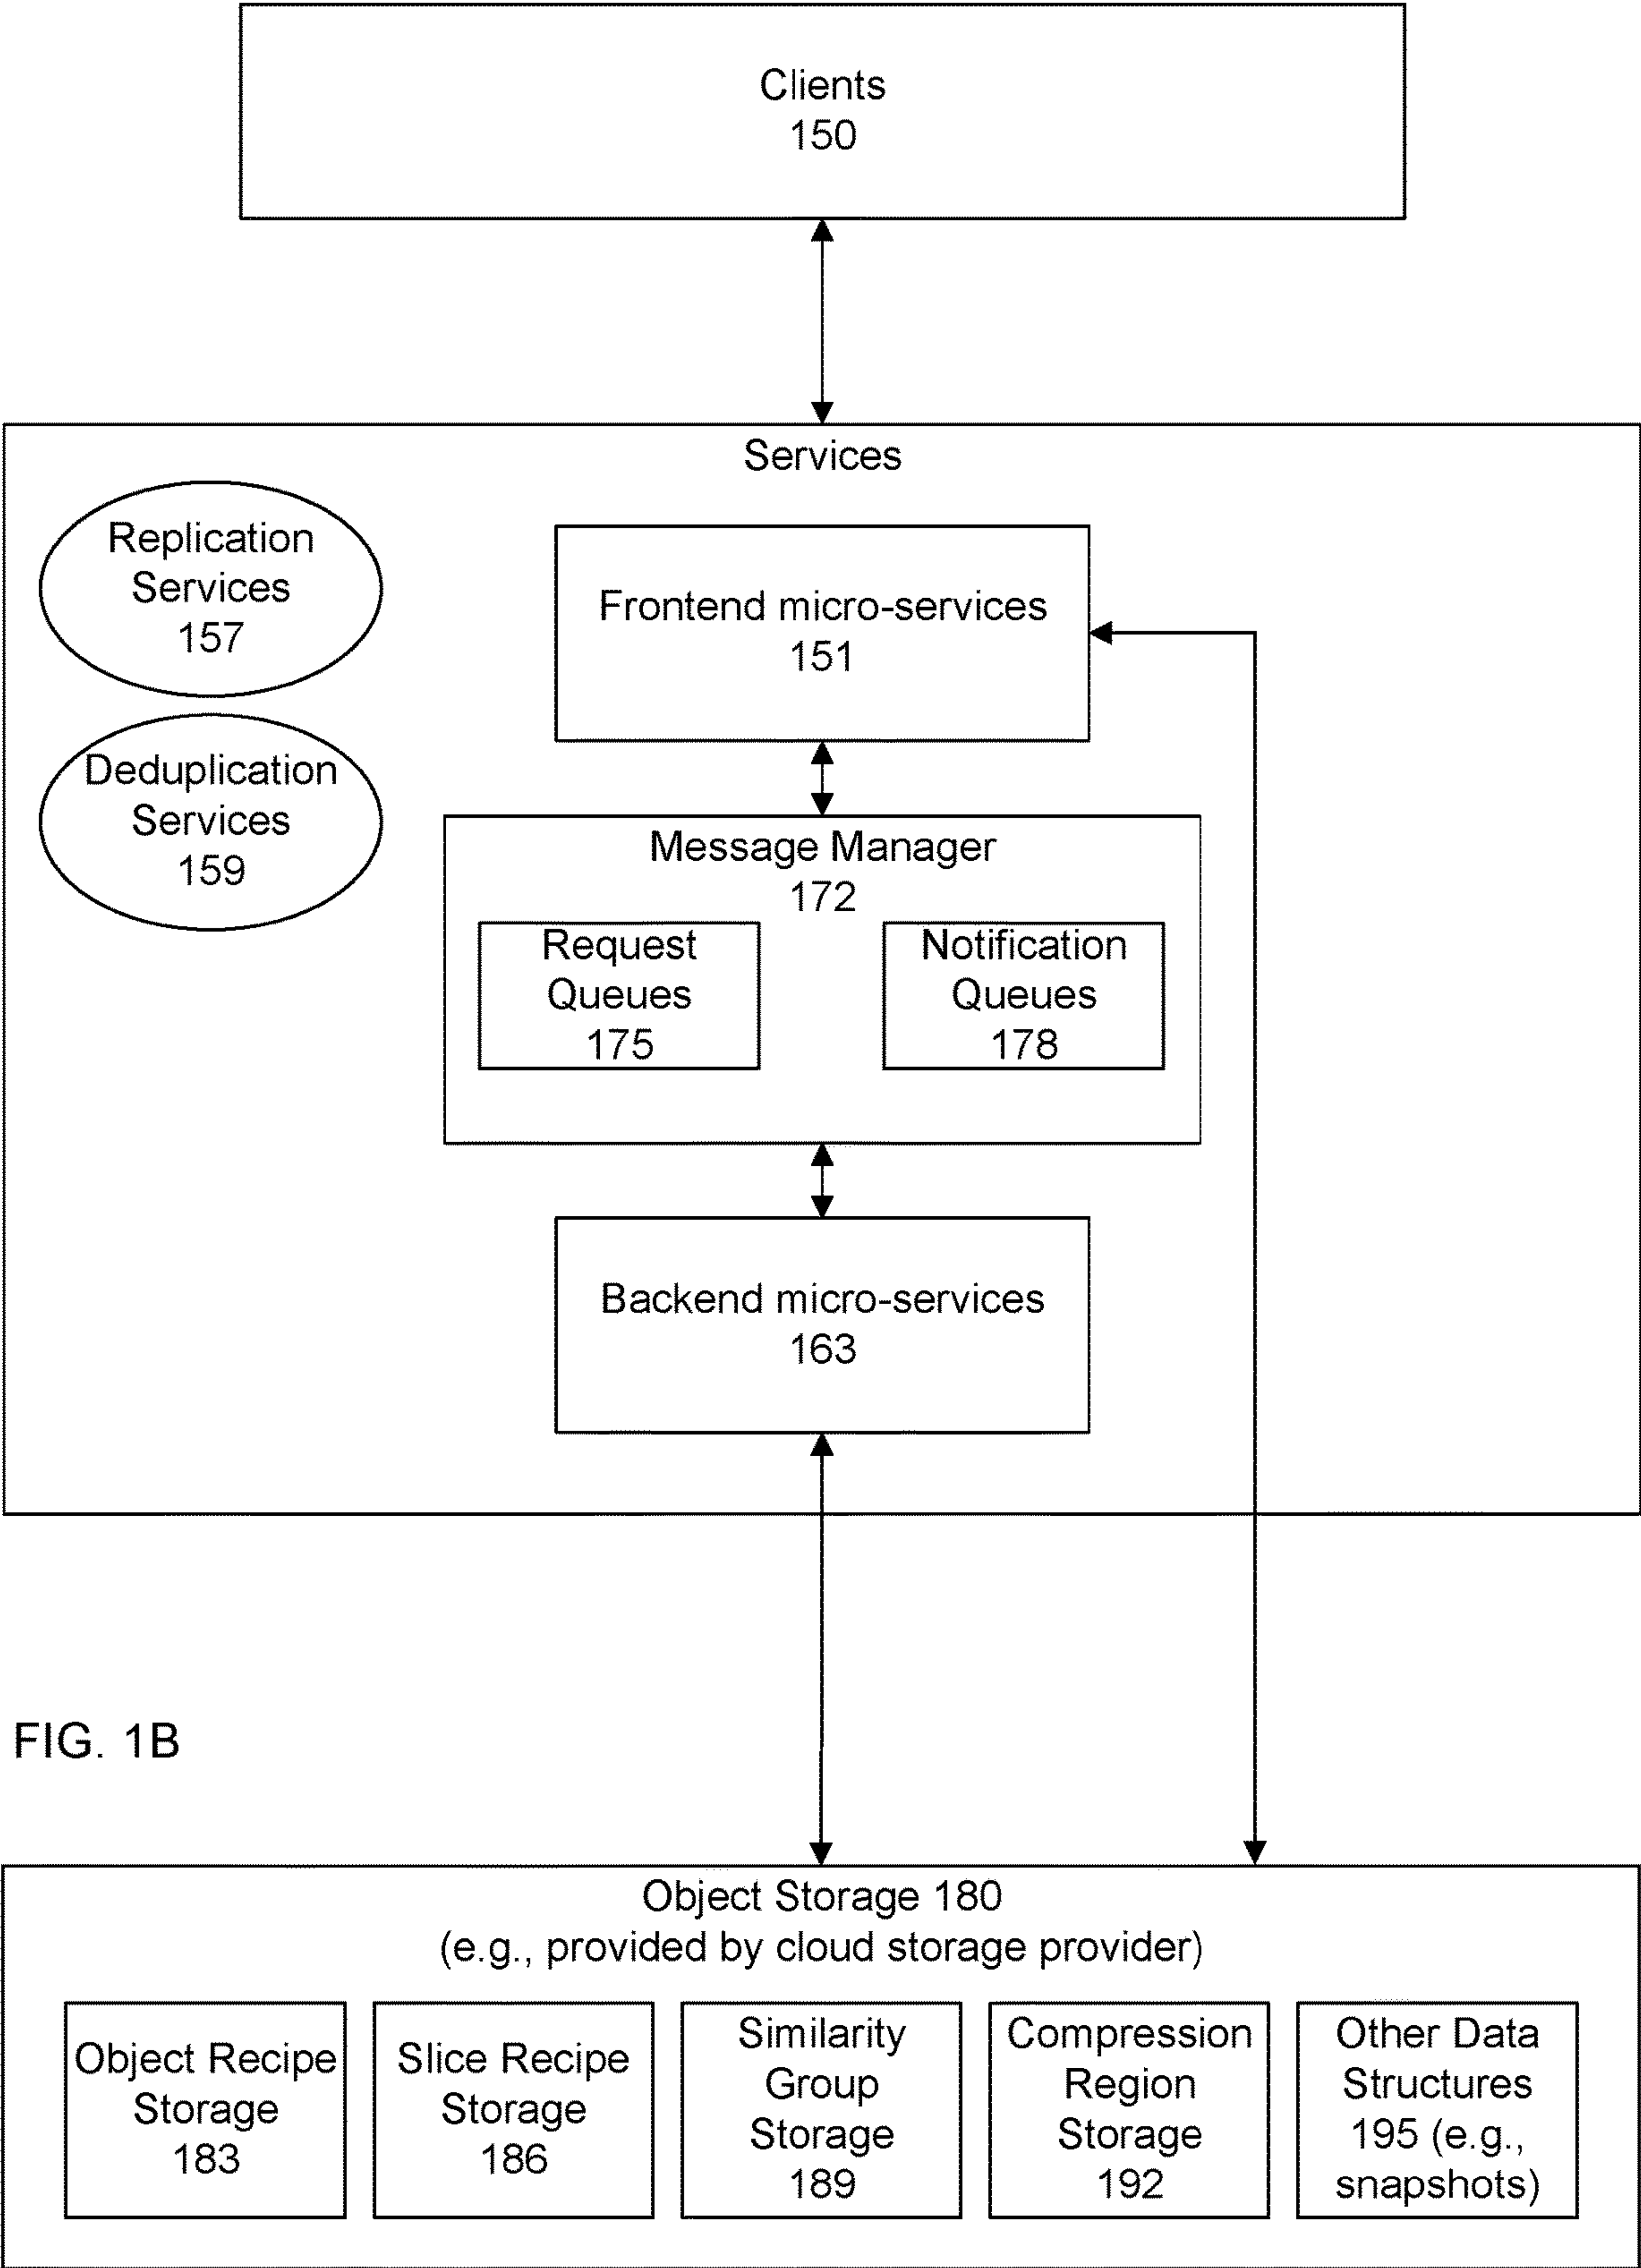 Clients
150
Services
Replication
Services
157
Frontend micro-services
151
Deduplication
Services
159
Message Manager
172
Request
Queues
175
Notification
Queues
178
Backend micro-services
163
FIG. 1B
Object Storage 180
(e.g., provided by cloud storage provider)
Object Recipe
Storage
183
Slice Recipe
Storage
186
Similarity
Group
Storage
189
Compression
Region
Storage
192
Other Data
Structures
195 (e.g.,
snapshots)